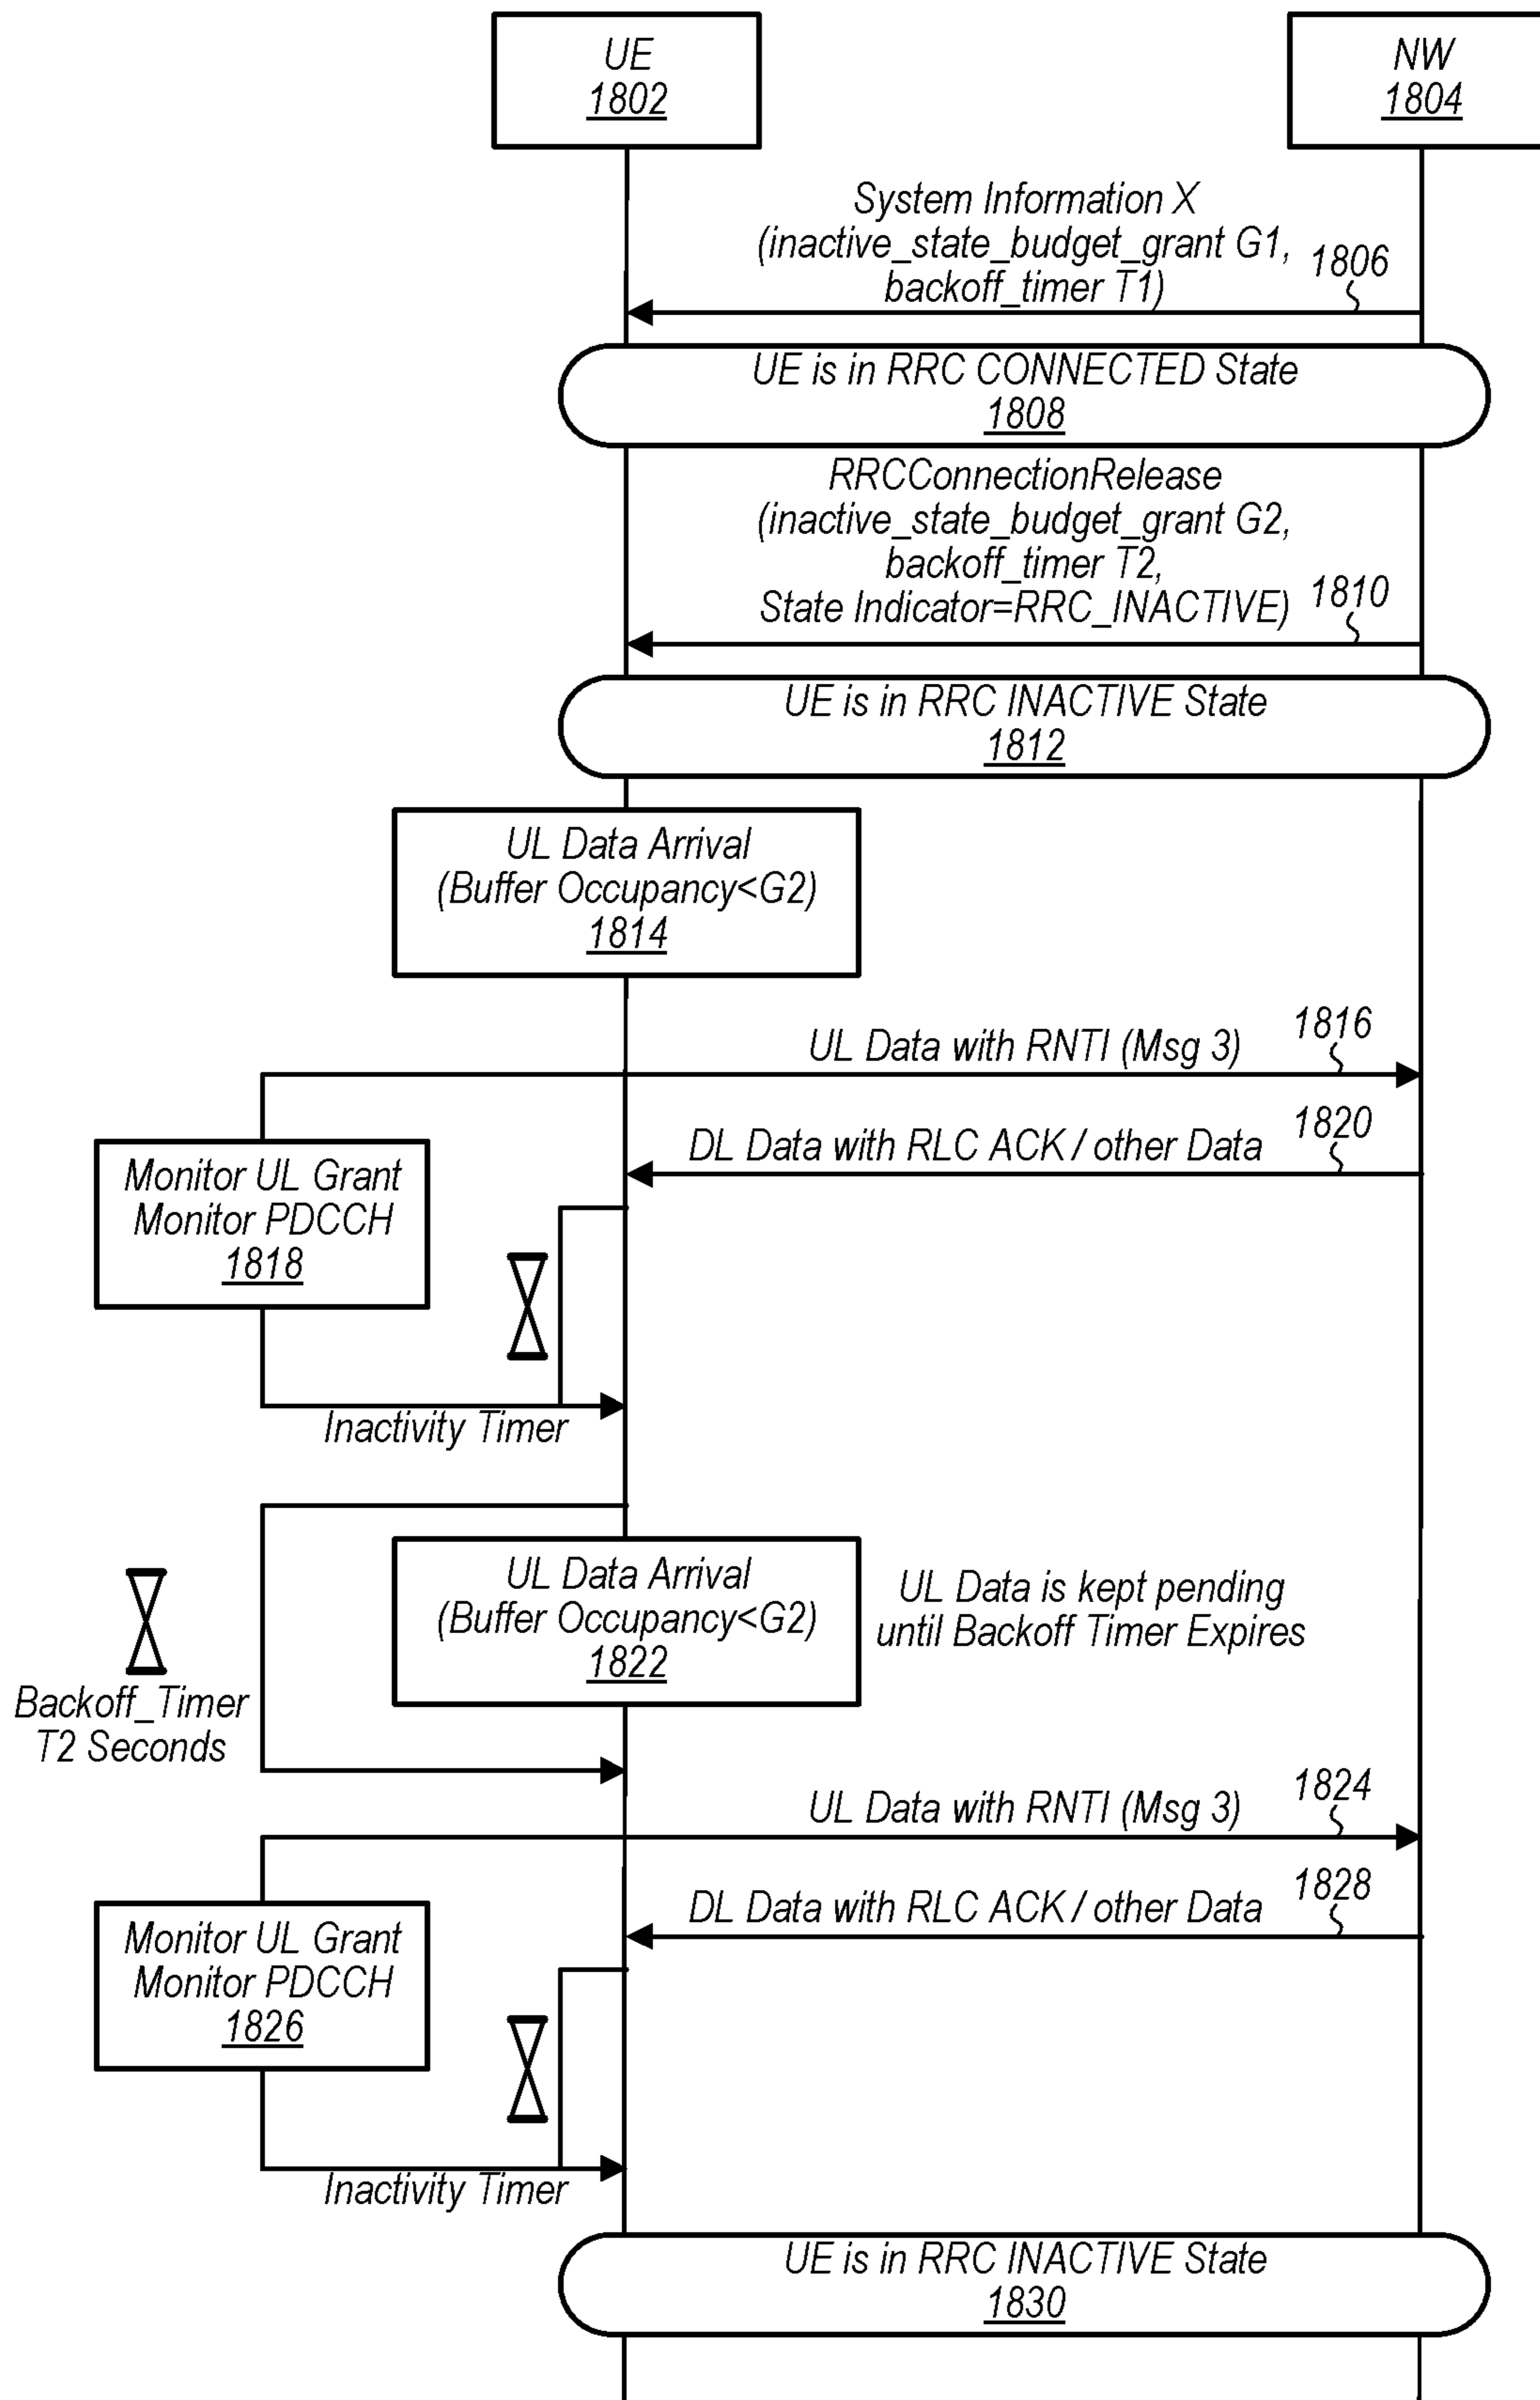 UE
1802
NW
1804
System Information X
(inactive_state_budget_grant G1,
backoff_timer T1)
1806
UE is in RRC CONNECTED State
1808
RRCConnectionRelease
(inactive_state_budget_grant G2,
backoff_timer T2,
State Indicator=RRC_INACTIVE)
1810
UE is in RRC INACTIVE State
1812
UL Data Arrival
(Buffer Occupancy<G2)
1814
UL Data with RNTI (Msg 3)
1816
DL Data with RLC ACK / other Data
1820
Monitor UL Grant
Monitor PDCCH
1818
Inactivity Timer
UL Data Arrival
(Buffer Occupancy<G2)
1822
UL Data is kept pending
until Backoff Timer Expires
Backoff_Timer
T2 Seconds
UL Data with RNTI (Msg 3)
1824
DL Data with RLC ACK / other Data
1828
Monitor UL Grant
Monitor PDCCH
1826
Inactivity Timer
UE is in RRC INACTIVE State
1830